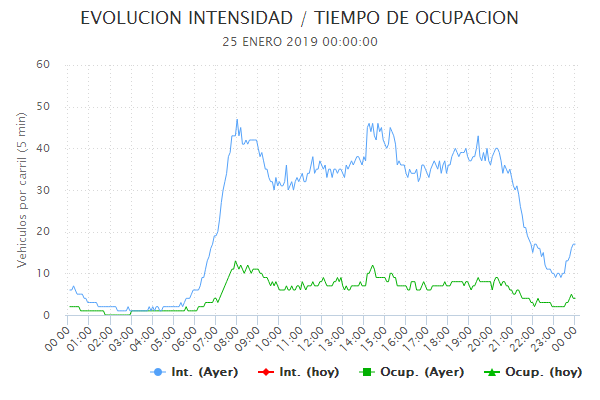 EVOLUCION INTENSIDAD / TIEMPO DE OCUPACION
25 ENERO 2019 00:00:00
Vehiculos por carril (5 min)
60
50
40
30
20
10
0
00:00 01:00 02:00 03:00 04:00 05:00 06:00 07:00 08:00 09:00 10:00 11:00 12:00 13:00 14:00 15:00 16:00 17:00 18:00 19:00 20:00 21:00 22:00 23:00 00:00
Int. (Ayer) Int. (hoy) Ocup. (Ayer) Ocup. (hoy)